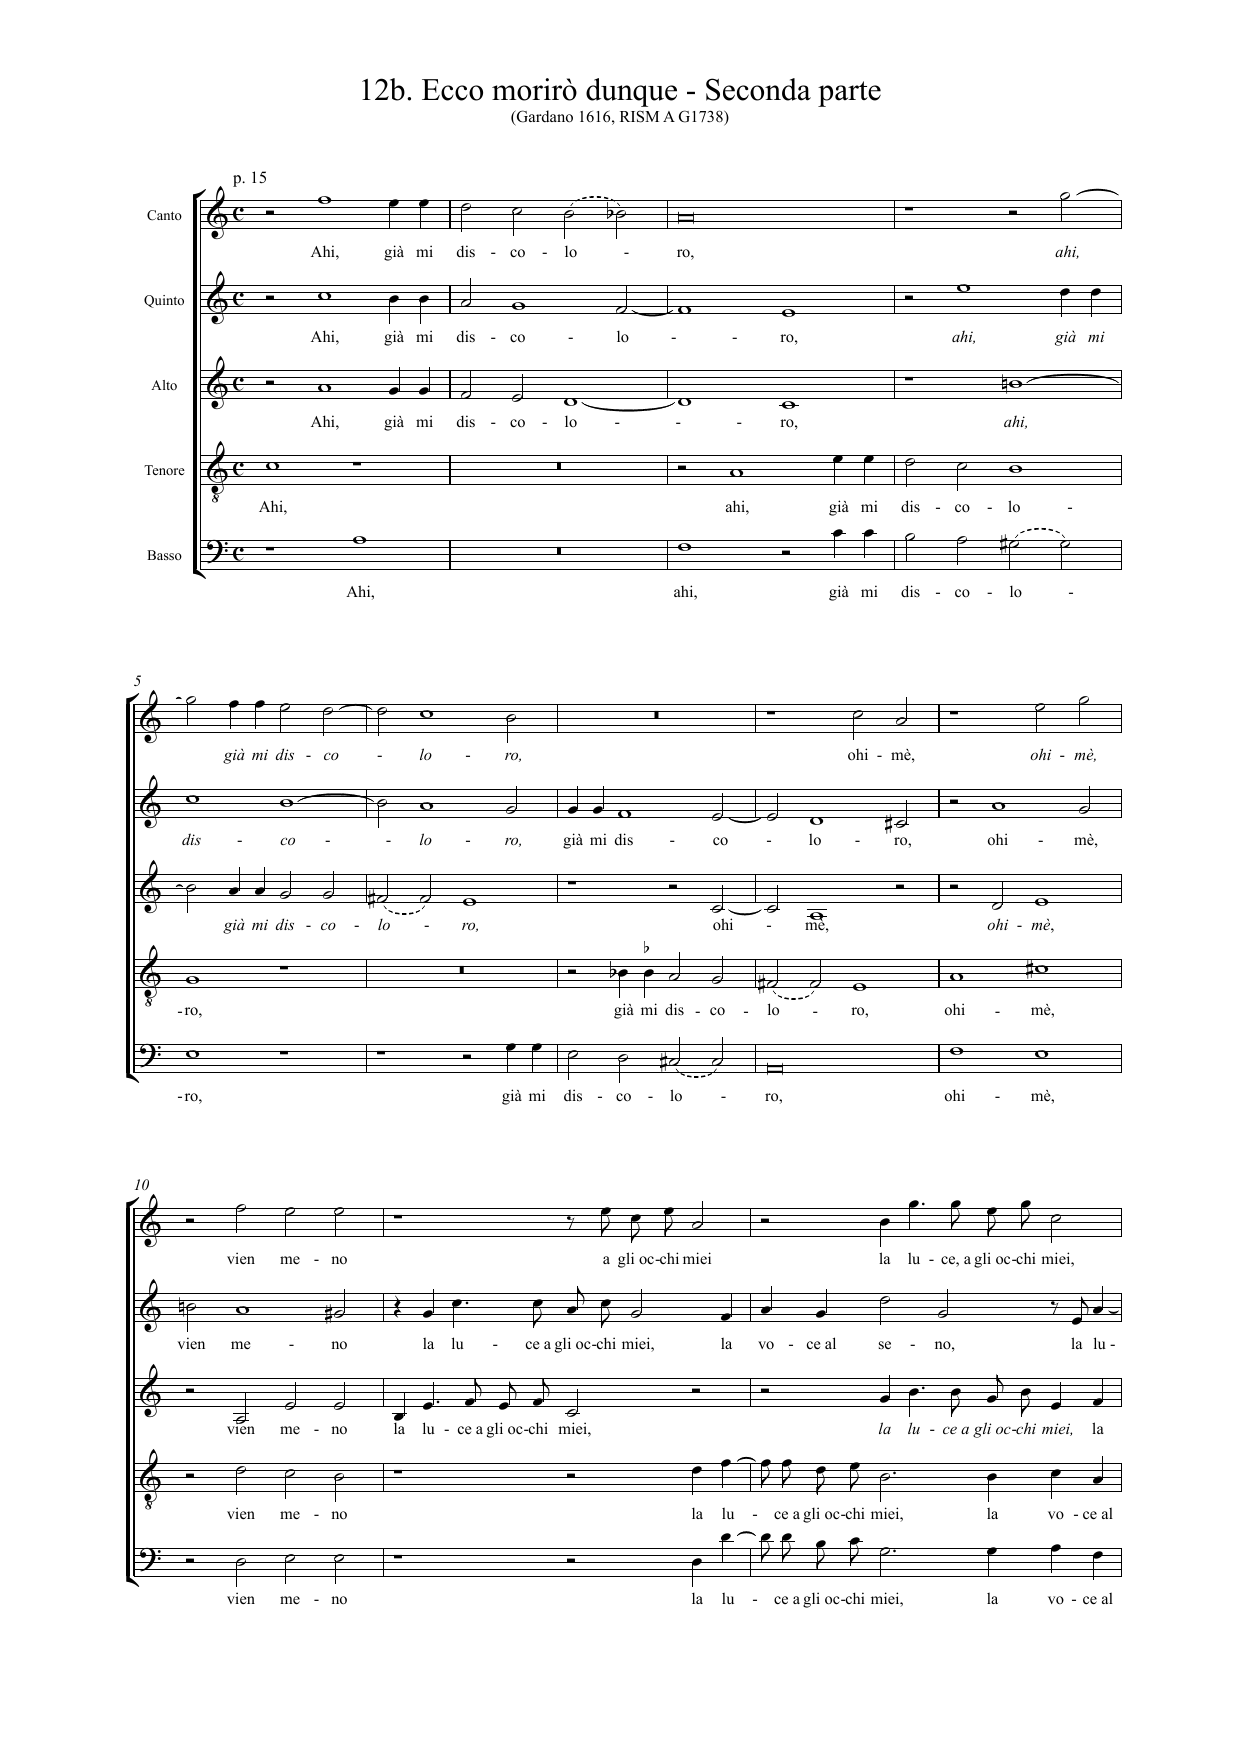 12b. Ecco morirò dunque - Seconda parte
(Gardano 1616, RISM A G1738)
p. 15
Canto
Ahi, già mi dis - co - lo - ro, ahi,
Quinto
Ahi, già mi dis - co - lo - - ro, ahi, già mi
Alto
Ahi, già mi dis - co - lo - - - ro, ahi,
Tenore
Ahi, ahi, già mi dis - co - lo -
Basso
Ahi, ahi, già mi dis - co - lo -
5
già mi dis - co - lo - ro, ohi - mè, ohi - mè,
dis - co - - lo - ro, già mi dis - co - lo - ro, ohi - mè,
già mi dis - co - lo - ro, ohi - mè, ohi - mè,
-ro, già mi dis - co - lo - ro, ohi - mè,
-ro, già mi dis - co - lo - ro, ohi - mè,
10
vien me - no a gli oc-chi miei la lu - ce, a gli oc-chi miei,
vien me - no la lu - ce a gli oc-chi miei, la vo - ce al se - no, la lu -
vien me - no la lu - ce a gli oc-chi miei, la lu - ce a gli oc-chi miei, la
vien me - no la lu - ce a gli oc-chi miei, la vo - ce al
vien me - no la lu - ce a gli oc-chi miei, la vo - ce al